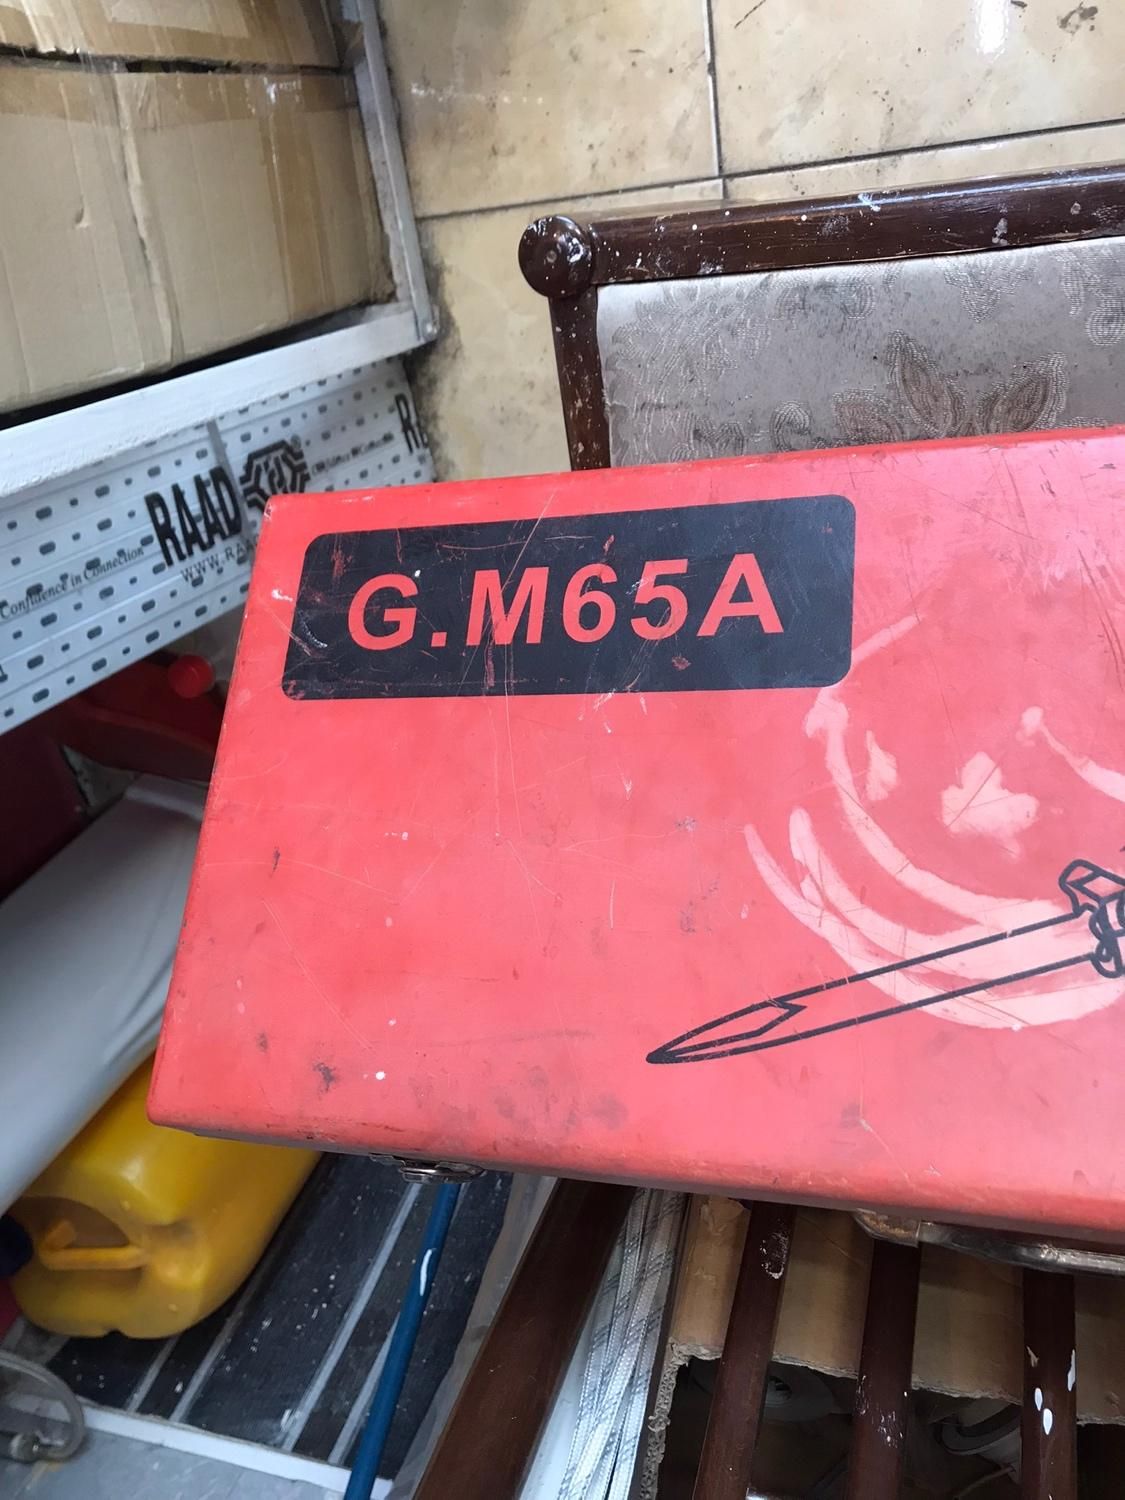 RAAD
Confidence in Connection
G.M65A